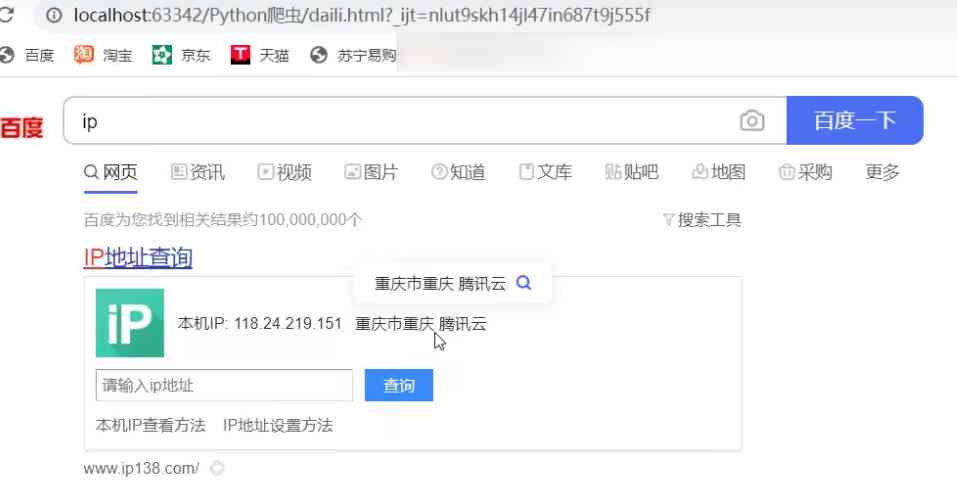 localhost:63342/Python爬虫/daili.html?_ijt=nlut9skh14jl47in687t9j555f
百度 淘宝 京东 T 天猫 苏宁易购
百度 ip 百度一下
网页 资讯 视频 图片 知道 文库 贴吧 地图 采购 更多
百度为您找到相关结果约100,000,000个 搜索工具
IP地址查询
重庆市重庆 腾讯云
iP 本机IP: 118.24.219.151 重庆市重庆 腾讯云
请输入ip地址 查询
本机IP查看方法 IP地址设置方法
www.ip138.com/